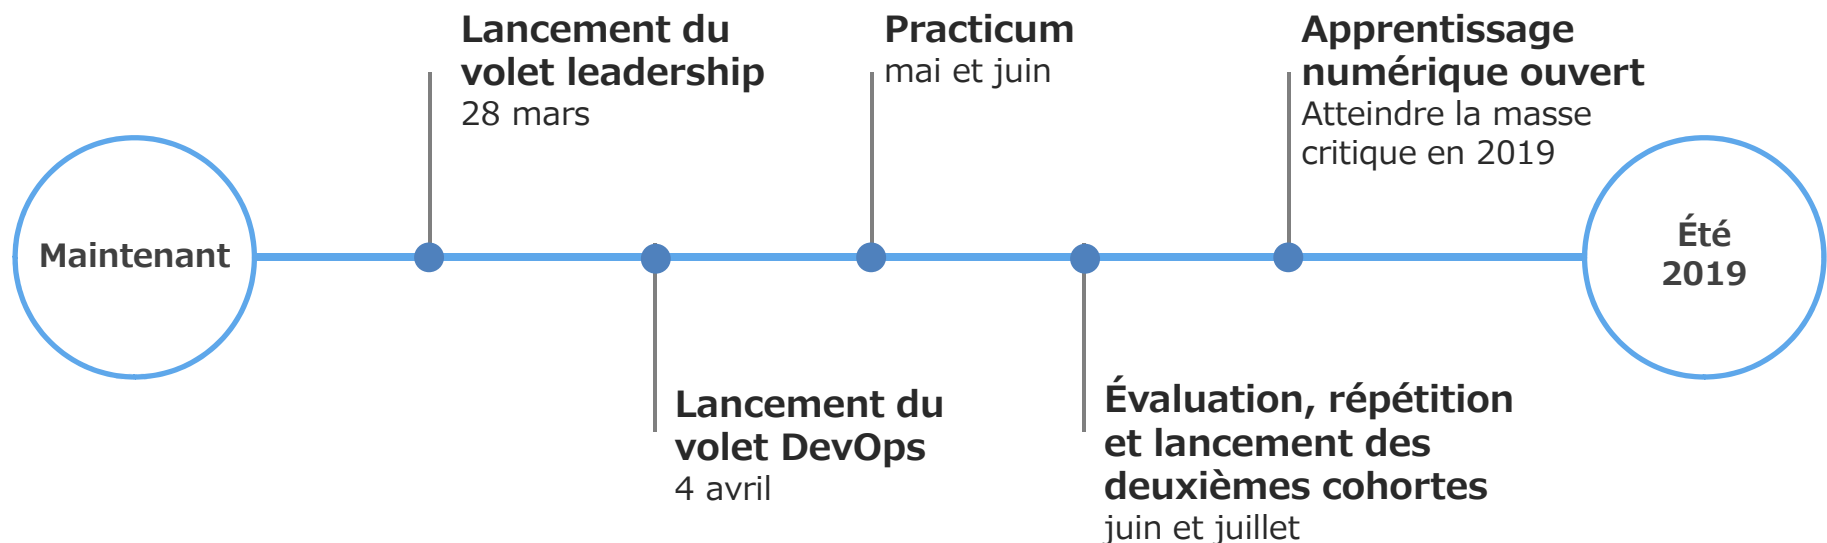 Maintenant
Lancement du
volet leadership
28 mars
Lancement du
volet DevOps
4 avril
Practicum
mai et juin
Évaluation, répétition
et lancement des
deuxièmes cohortes
juin et juillet
Apprentissage
numérique ouvert
Atteindre la masse
critique en 2019
Été
2019